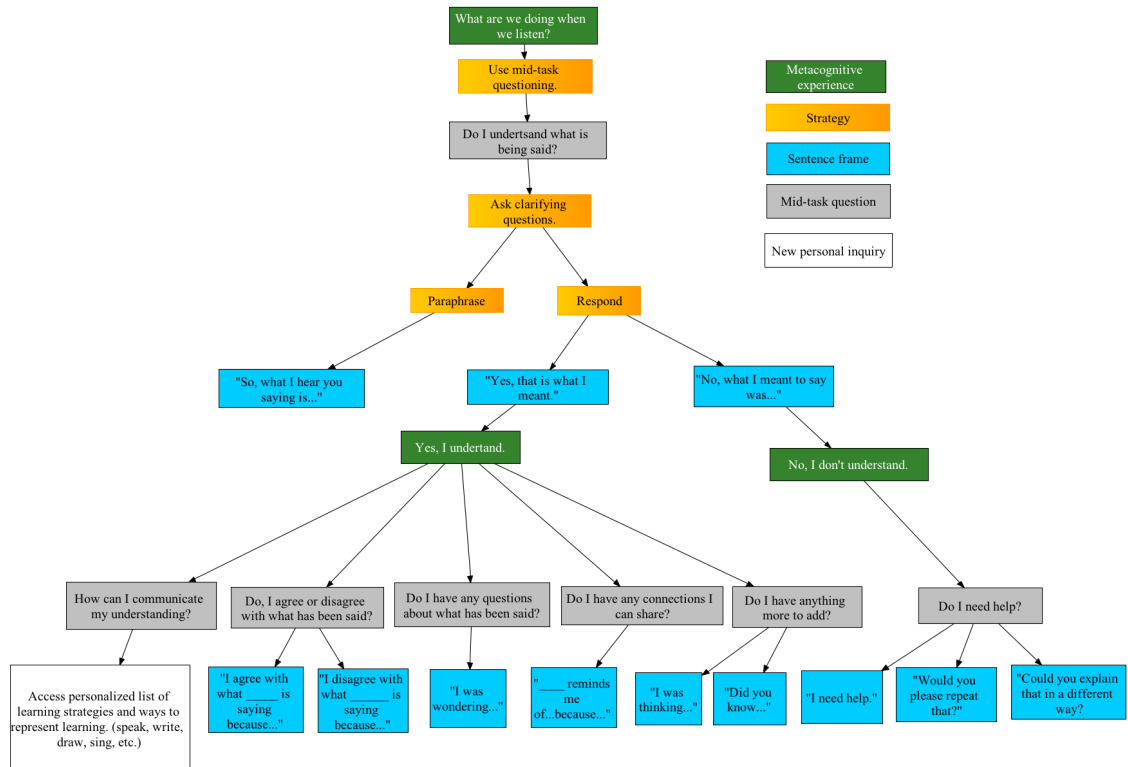 What are we doing when
we listen?
Use mid-task
questioning.
Metacognitive
experience
Strategy
Do I undertsand what is
being said?
Sentence frame
Ask clarifying
questions.
Mid-task question
New personal inquiry
Paraphrase
Respond
"So, what I hear you
saying is..."
"Yes, that is what I
meant."
"No, what I meant to say
was..."
Yes, I undertand.
No, I don't understand.
How can I communicate
my understanding?
Do, I agree or disagree
with what has been said?
Do I have any questions
about what has been said?
Do I have any connections I
can share?
Do I have anything
more to add?
Do I need help?
Access personalized list of
learning strategies and ways to
represent learning. (speak, write,
draw, sing, etc.)
"I agree with
what _____ is
saying
because..."
"I disagree with
what ______ is
saying
because..."
"I was
wondering..."
"____ reminds
me
of...because..."
"I was
thinking..."
"Did you
know..."
"I need help."
"Would you
please repeat
that?"
"Could you explain
that in a different
way?